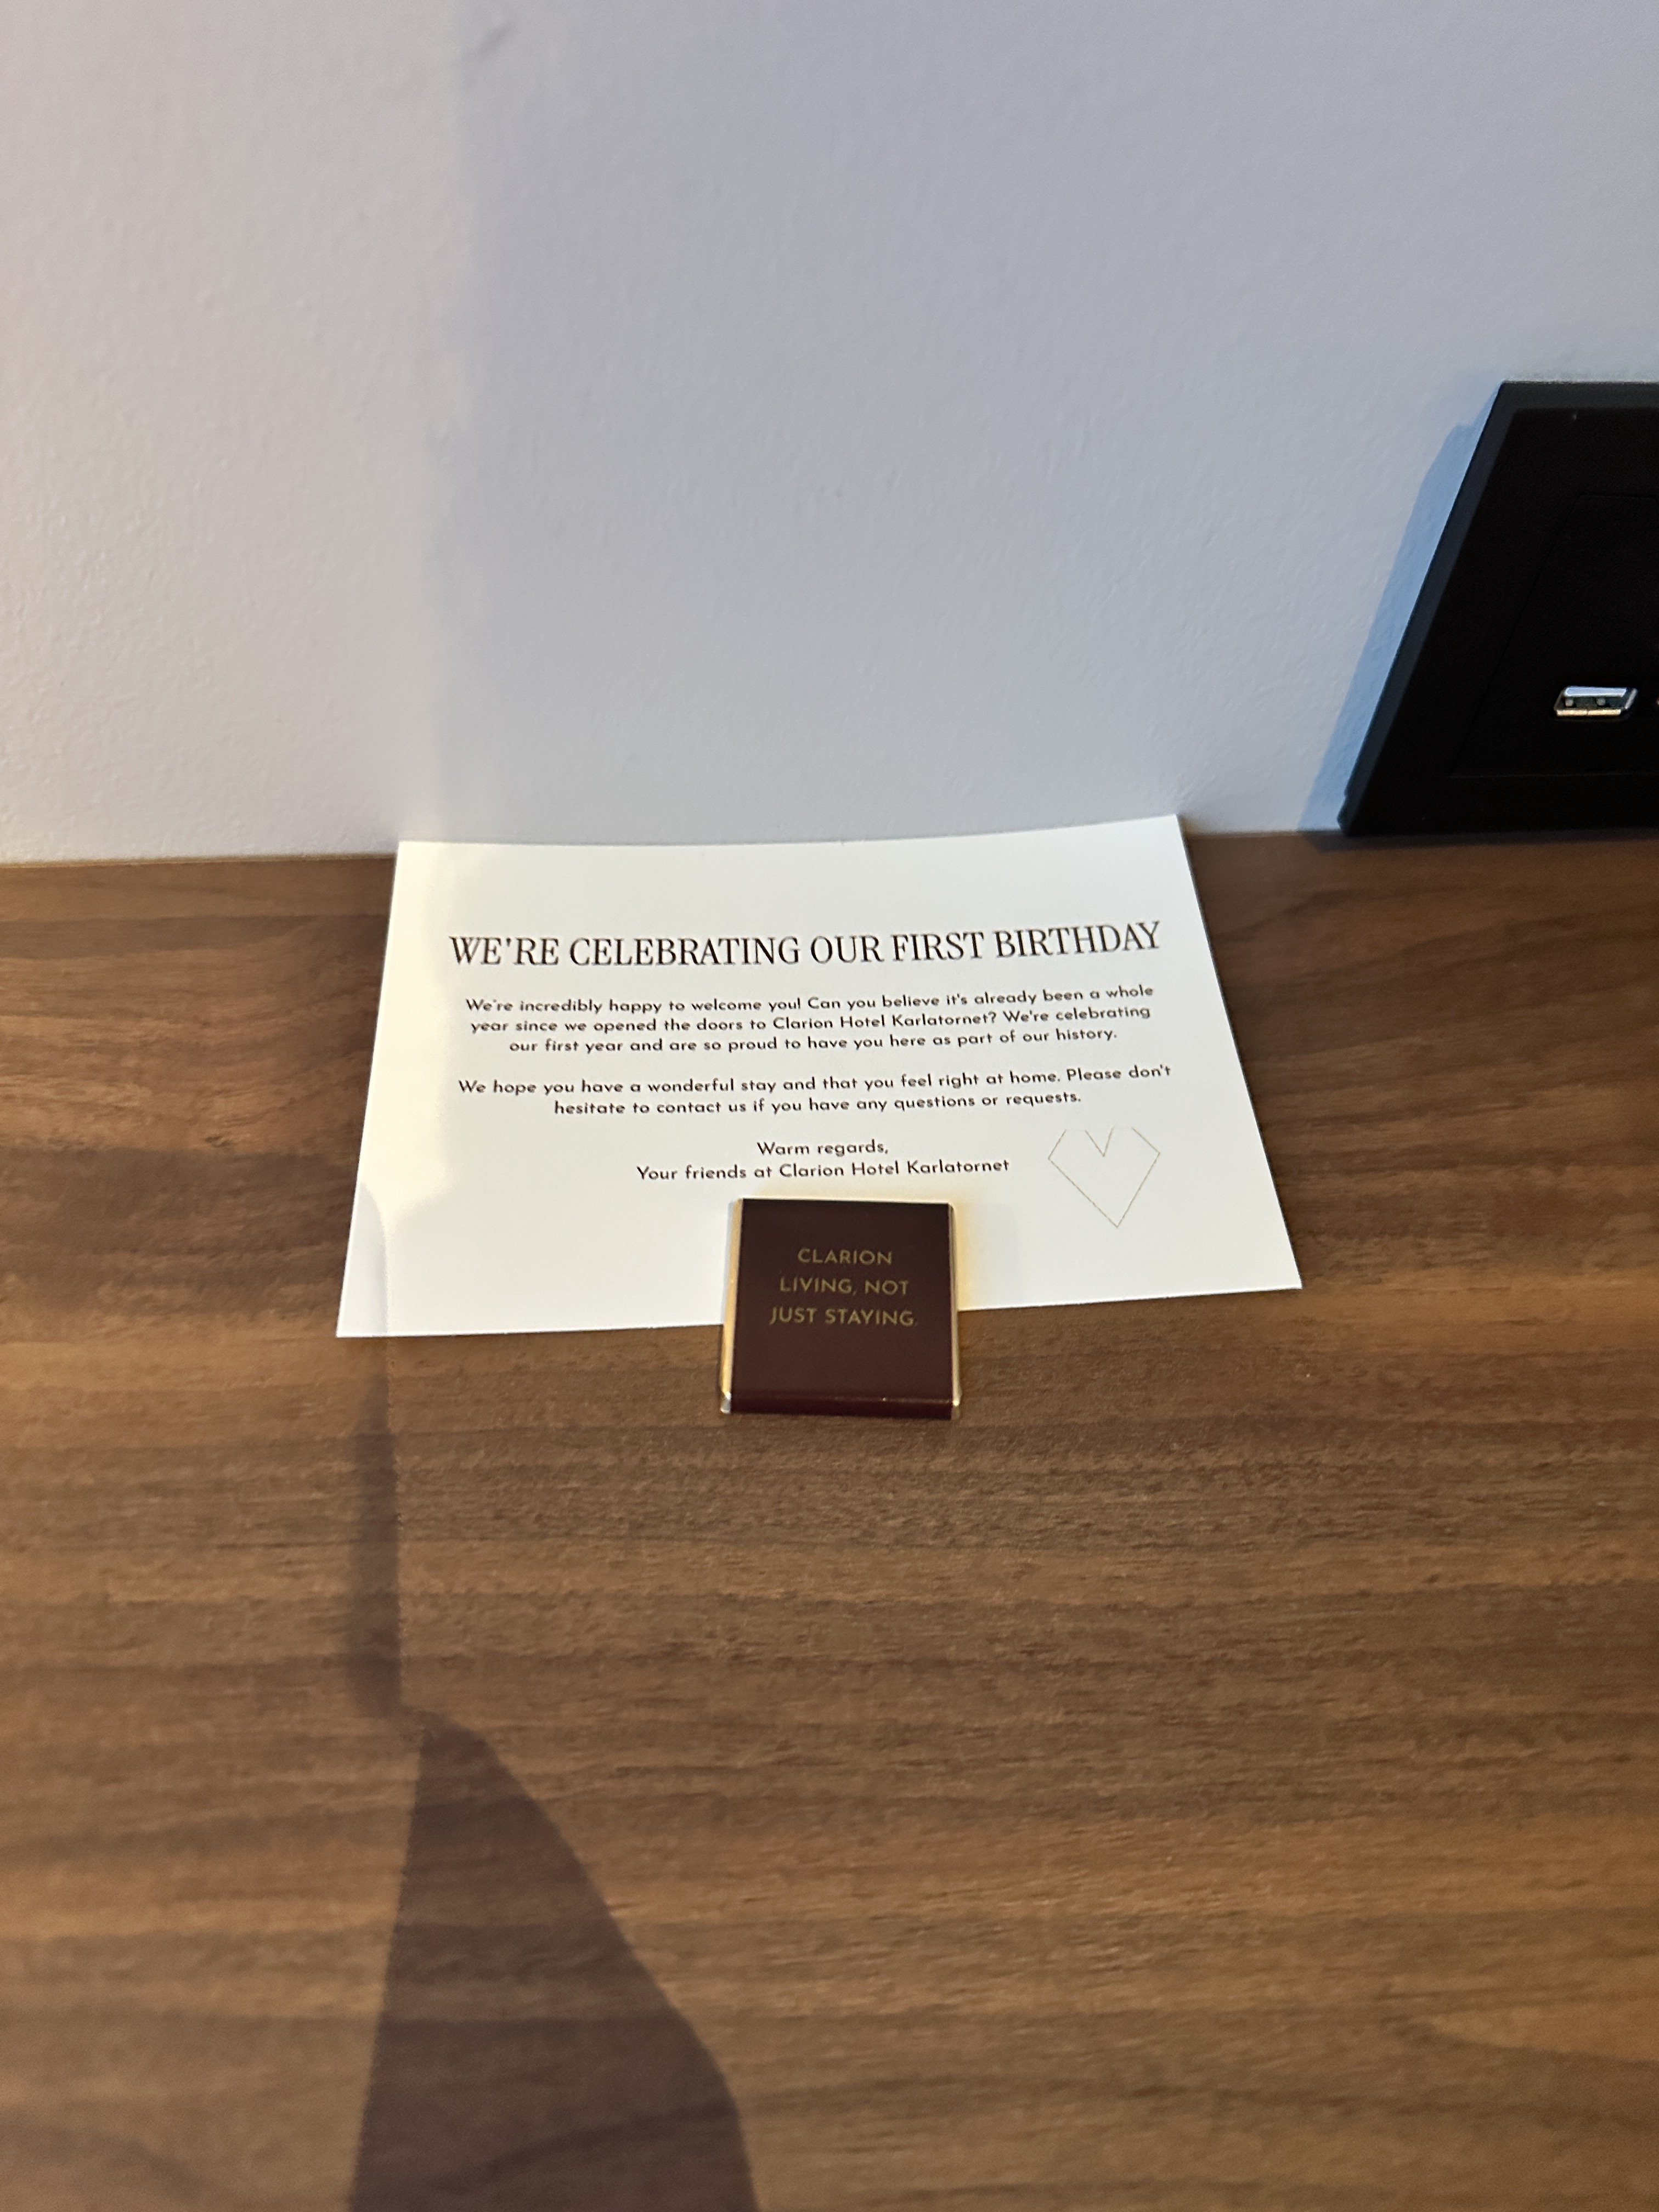 WE'RE CELEBRATING OUR FIRST BIRTHDAY
We're incredibly happy to welcome you! Can you believe it's already been a whole
year since we opened the doors to Clarion Hotel Karlatornet? We're celebrating
our first year and are so proud to have you here as part of our history.
We hope you have a wonderful stay and that you feel right at home. Please don't
hesitate to contact us if you have any questions or requests.
Warm regards,
Your friends at Clarion Hotel Karlatornet
CLARION
LIVING, NOT
JUST STAYING